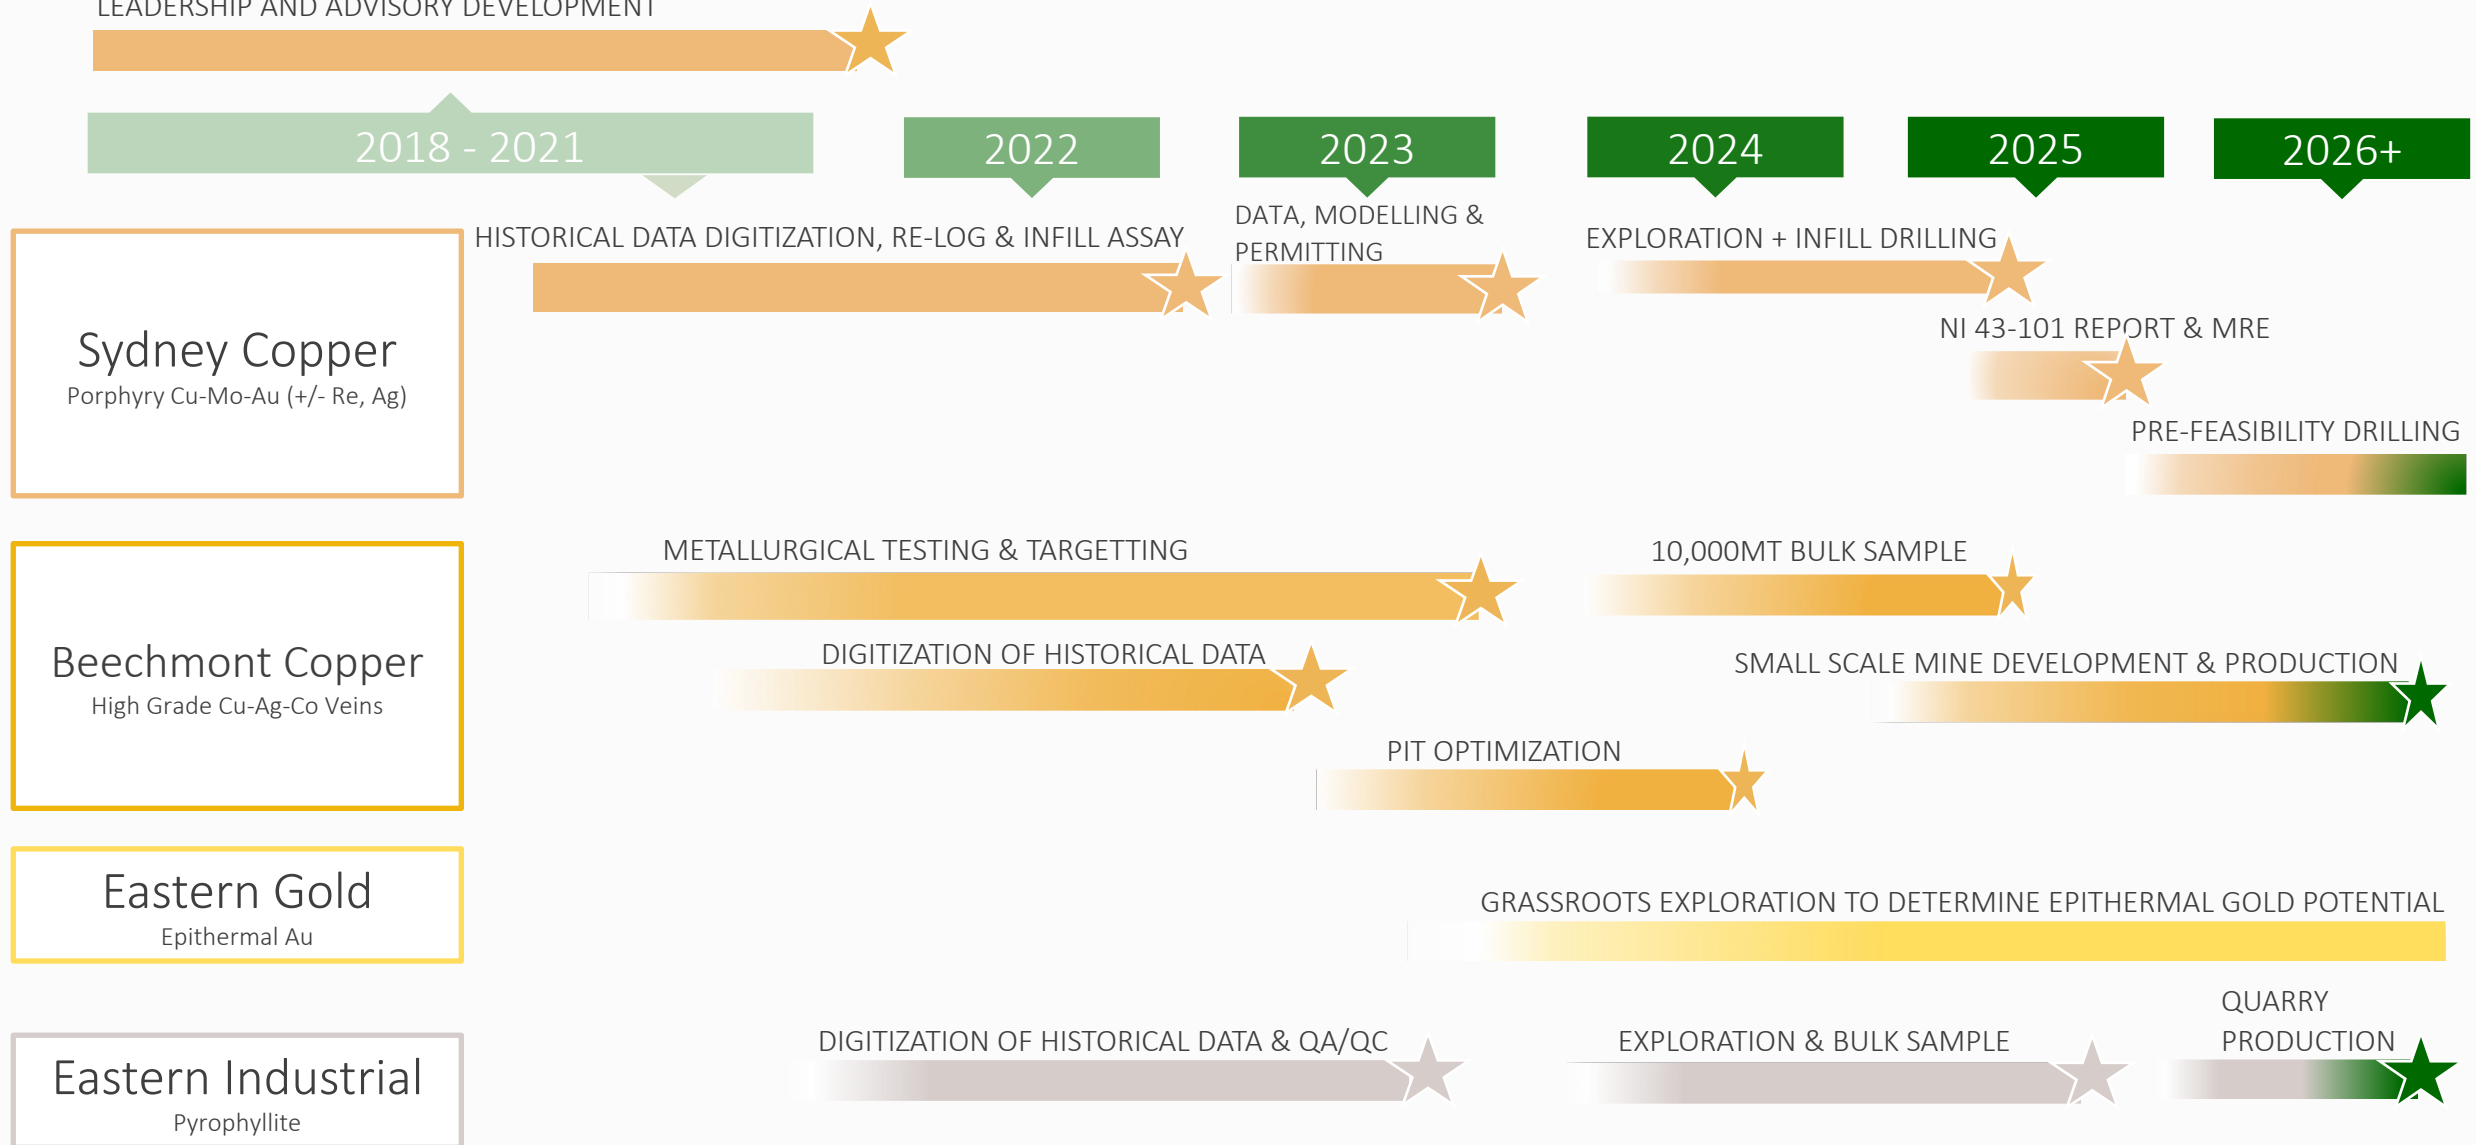 LEADERSHIP AND ADVISORY DEVELOPMENT
2018 - 2021
2022
2023
2024
2025
2026+
Sydney Copper
Porphyry Cu-Mo-Au (+/- Re, Ag)
HISTORICAL DATA DIGITIZATION, RE-LOG & INFILL ASSAY
DATA, MODELLING &
PERMITTING
EXPLORATION + INFILL DRILLING
NI 43-101 REPORT & MRE
PRE-FEASIBILITY DRILLING
Beechmont Copper
High Grade Cu-Ag-Co Veins
METALLURGICAL TESTING & TARGETTING
10,000MT BULK SAMPLE
DIGITIZATION OF HISTORICAL DATA
SMALL SCALE MINE DEVELOPMENT & PRODUCTION
PIT OPTIMIZATION
Eastern Gold
Epithermal Au
GRASSROOTS EXPLORATION TO DETERMINE EPITHERMAL GOLD POTENTIAL
Eastern Industrial
Pyrophyllite
DIGITIZATION OF HISTORICAL DATA & QA/QC
EXPLORATION & BULK SAMPLE
QUARRY
PRODUCTION